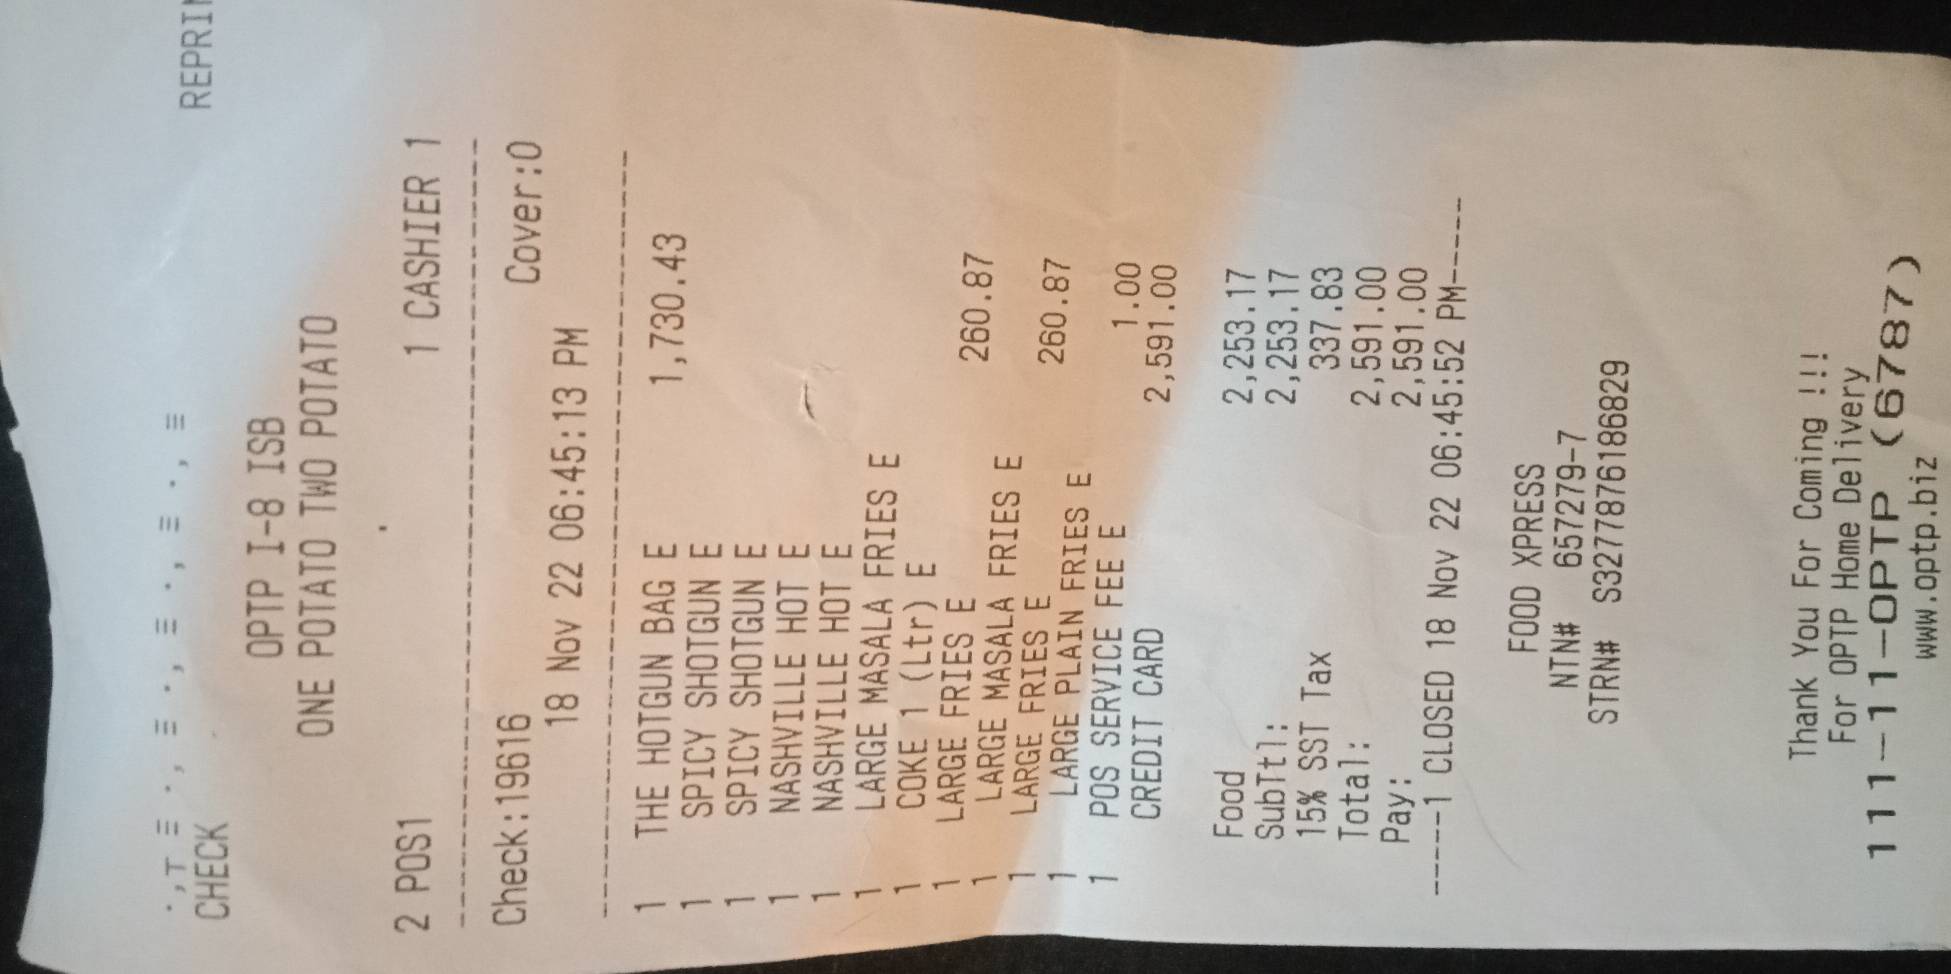 REPRI
CHECK
OPTP I-8 ISB
ONE POTATO TWO POTATO
2 POS1 1 CASHIER 1
Check:19616 Cover:0
18 Nov 22 06:45:13 PM
1 THE HOTGUN BAG E 1,730.43
1 SPICY SHOTGUN E
1 SPICY SHOTGUN E
1 NASHVILLE HOT E
1 NASHVILLE HOT E
1 LARGE MASALA FRIES E
1 COKE 1 (Ltr) E
1 LARGE FRIES E 260.87
1 LARGE MASALA FRIES E
1 LARGE FRIES E 260.87
1 LARGE PLAIN FRIES E
1 POS SERVICE FEE E 1.00
CREDIT CARD 2,591.00
Food 2,253.17
SubTtl: 2,253.17
15% SST Tax 337.83
Total: 2,591.00
Pay: 2,591.00
-----1 CLOSED 18 Nov 22 06:45:52 PM-----
FOOD XPRESS
NTN# 657279-7
STRN# S3277876186829
Thank You For Coming !!!
For OPTP Home Delivery
111-11-OPTP (6787)
www.optp.biz